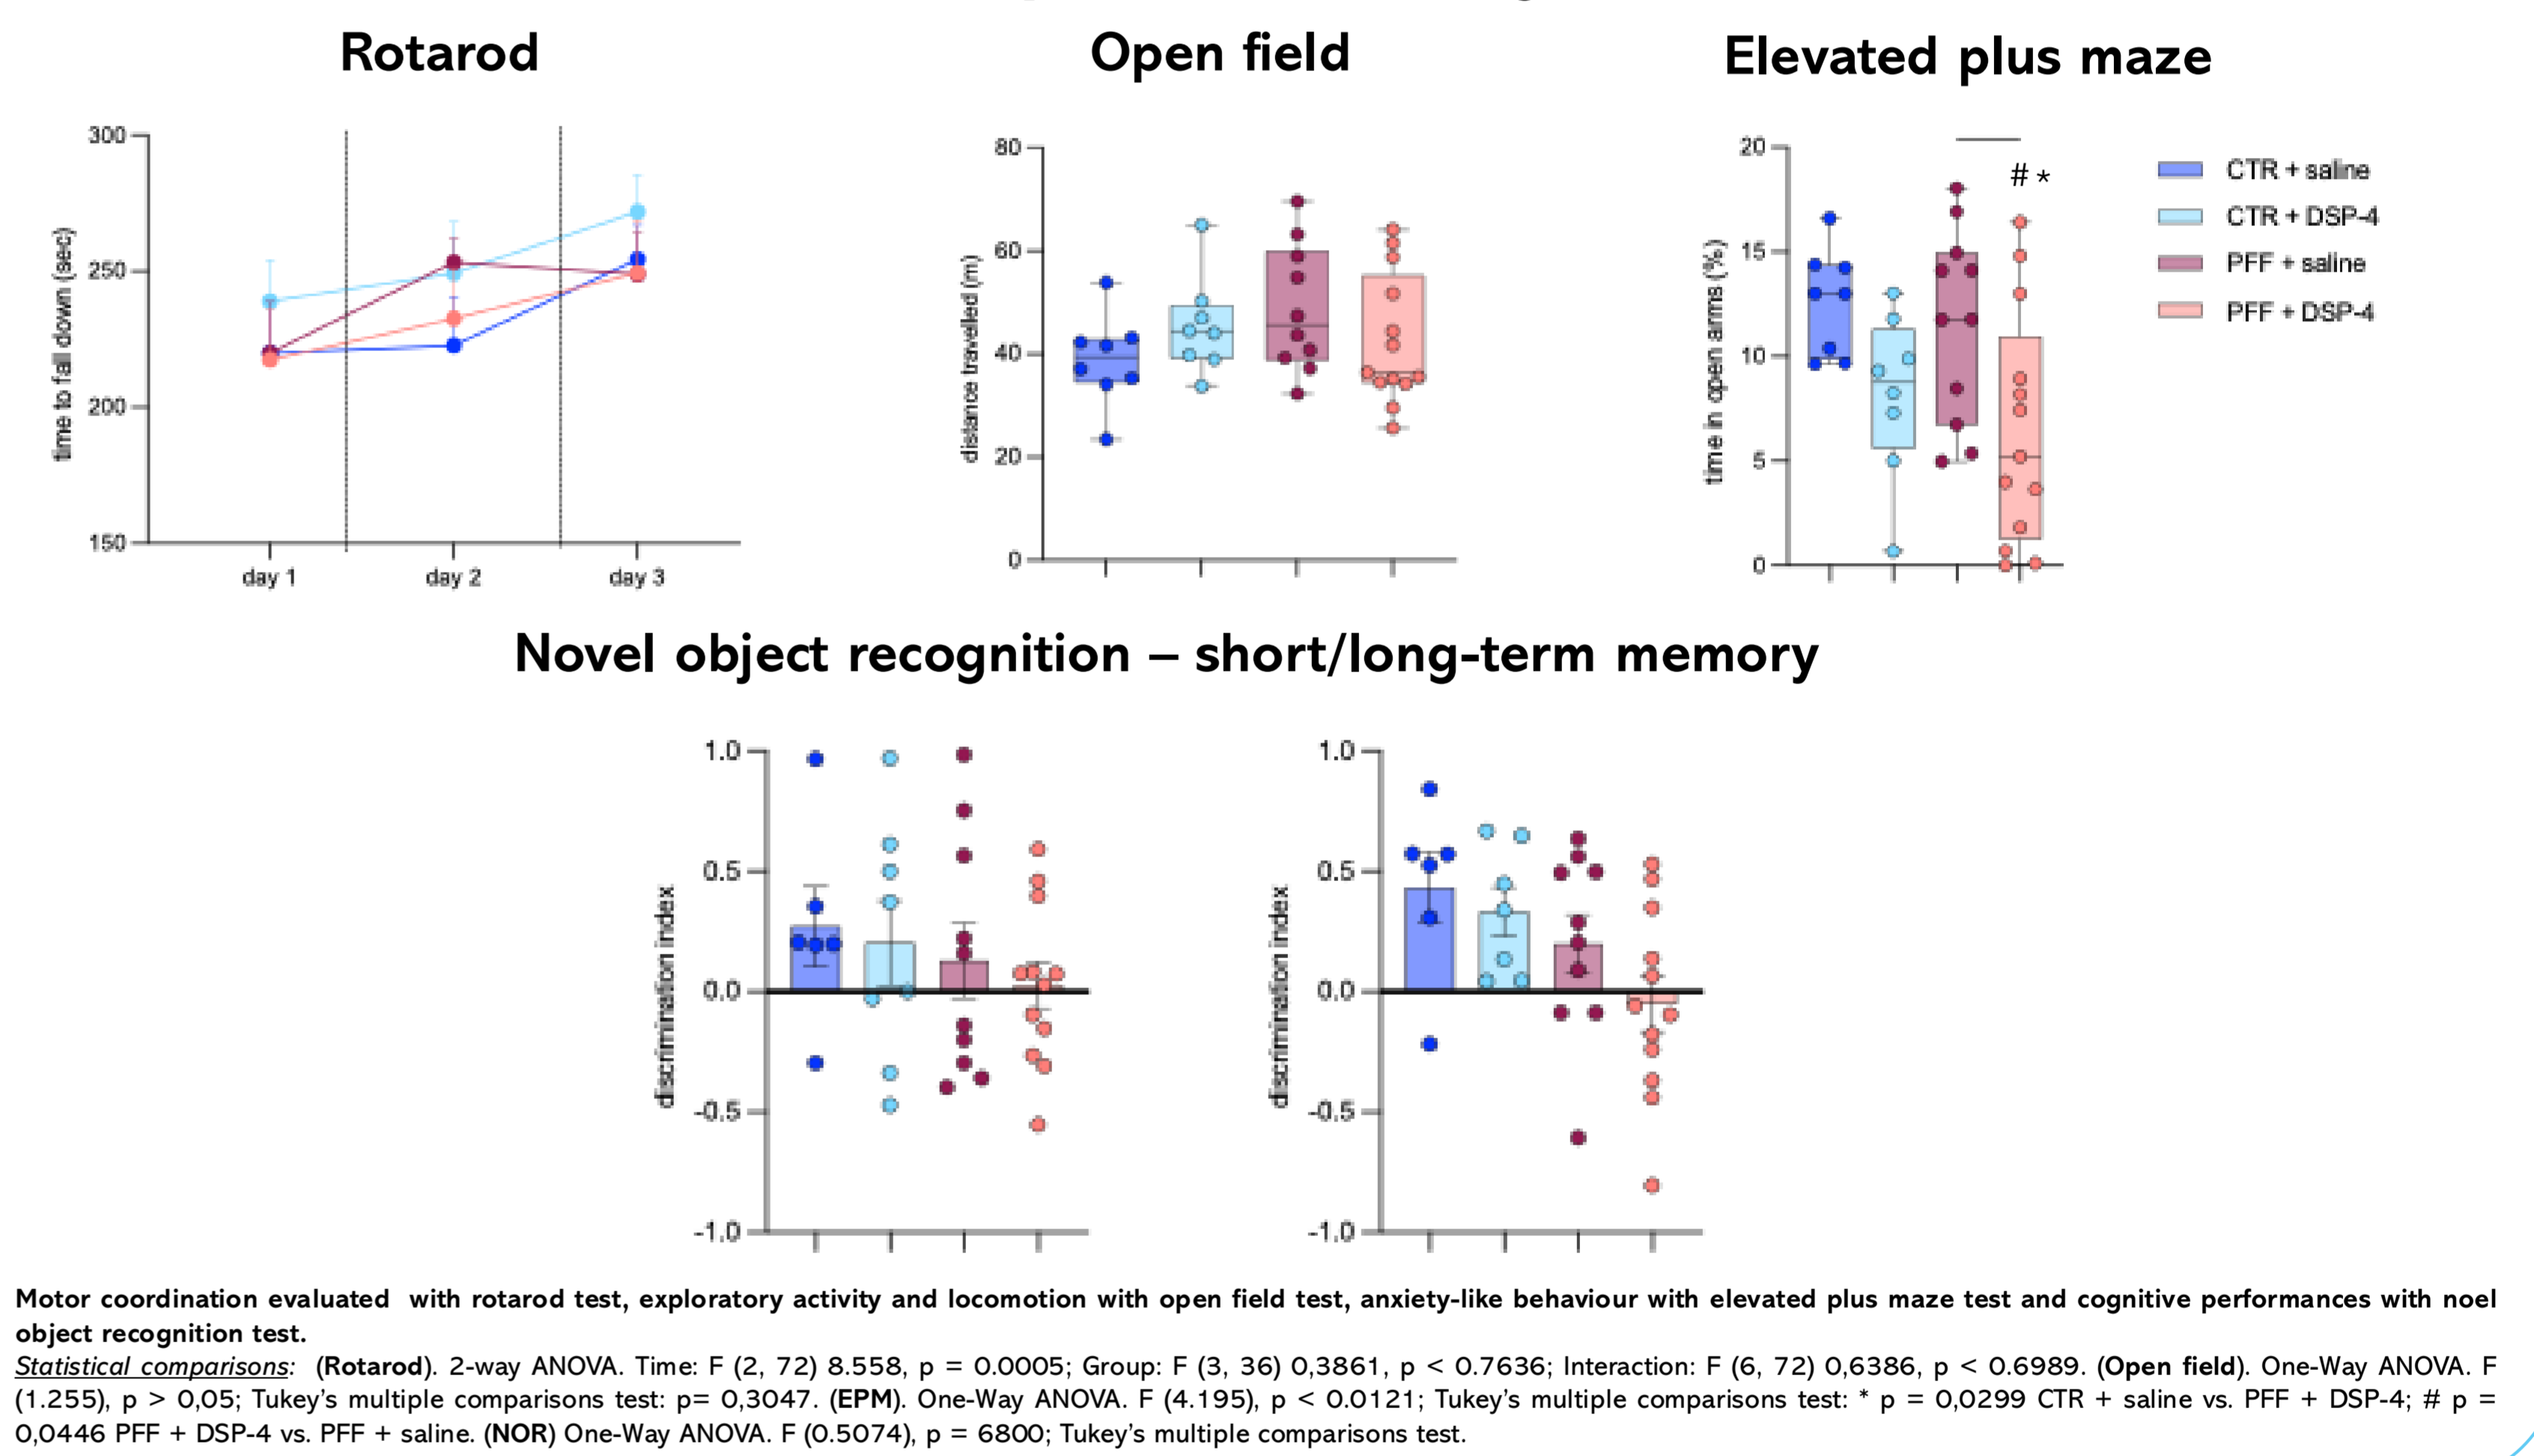 Rotarod
Open field
Elevated plus maze
300
250
200
150
time to fall down (sec)
day 1
day 2
day 3
80
60
40
20
0
distance travelled (m)
20
15
10
5
0
time in open arms (%)
# *
CTR + saline
CTR + DSP-4
PFF + saline
PFF + DSP-4
Novel object recognition – short/long-term memory
1.0
0.5
0.0
-0.5
-1.0
discrimination index
1.0
0.5
0.0
-0.5
-1.0
discrimination index
Motor coordination evaluated with rotarod test, exploratory activity and locomotion with open field test, anxiety-like behaviour with elevated plus maze test and cognitive performances with noel
object recognition test.
Statistical comparisons: (Rotarod). 2-way ANOVA. Time: F (2, 72) 8.558, p = 0.0005; Group: F (3, 36) 0,3861, p < 0.7636; Interaction: F (6, 72) 0,6386, p < 0.6989. (Open field). One-Way ANOVA. F
(1.255), p > 0,05; Tukey's multiple comparisons test: p= 0,3047. (EPM). One-Way ANOVA. F (4.195), p < 0.0121; Tukey's multiple comparisons test: * p = 0,0299 CTR + saline vs. PFF + DSP-4; # p =
0,0446 PFF + DSP-4 vs. PFF + saline. (NOR) One-Way ANOVA. F (0.5074), p = 6800; Tukey's multiple comparisons test.